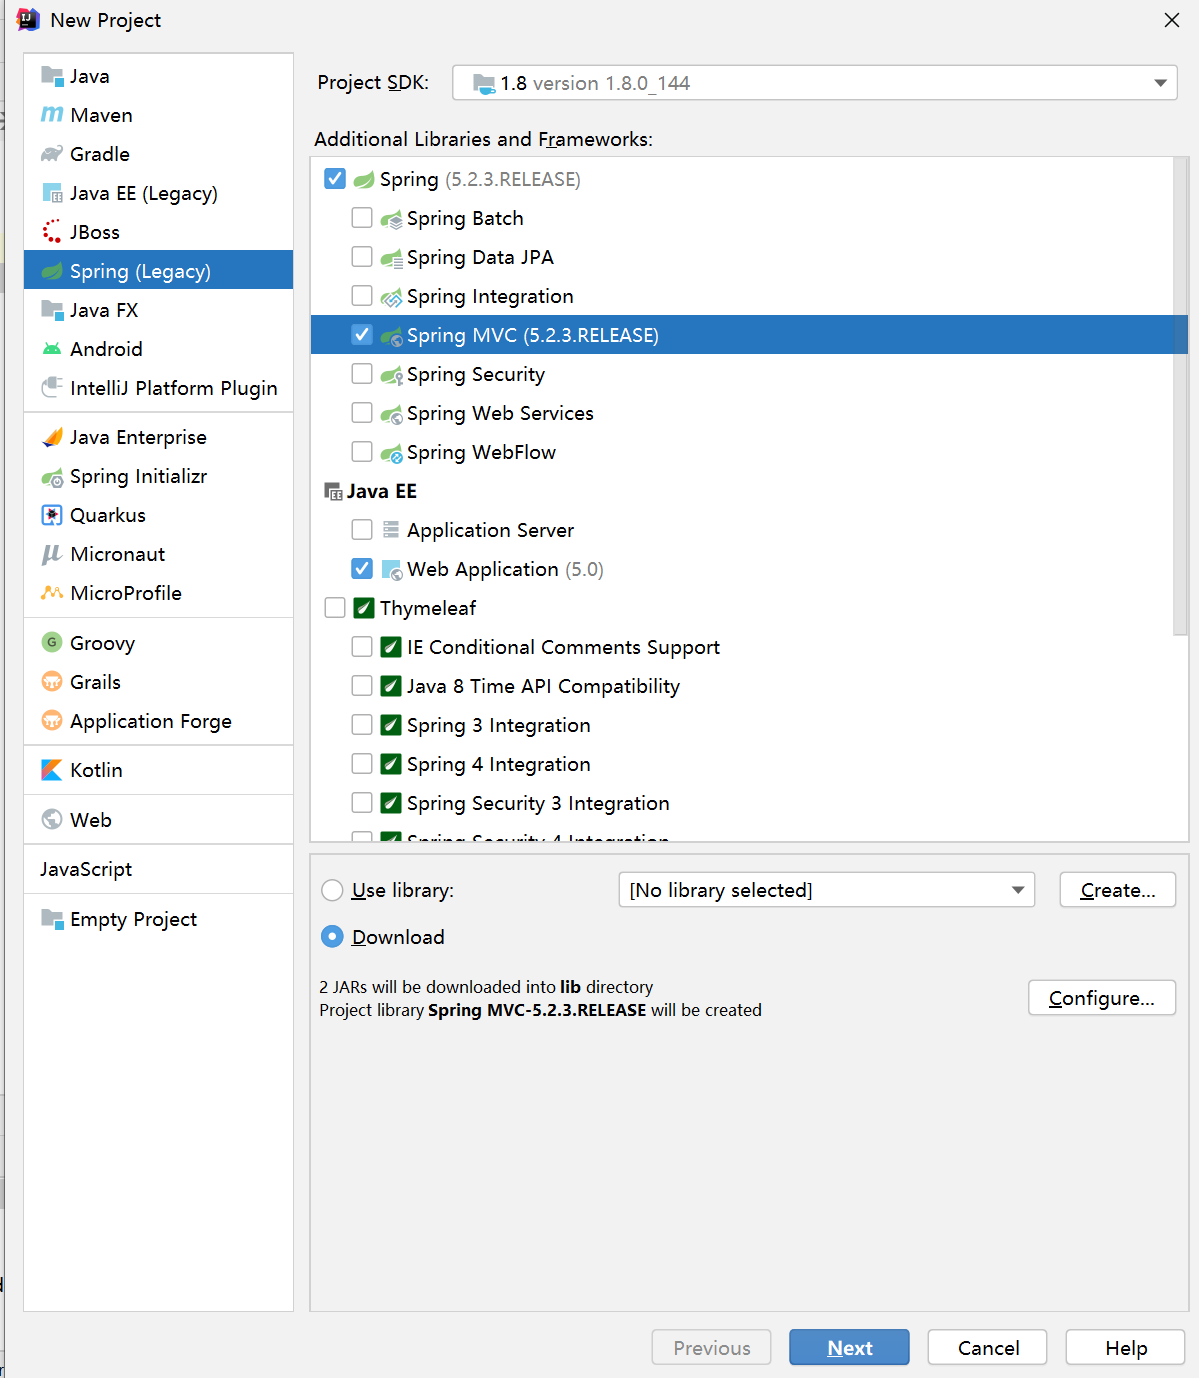 New Project
Java
Maven
Gradle
Java EE (Legacy)
JBoss
Spring (Legacy)
Java FX
Android
IntelliJ Platform Plugin
Java Enterprise
Spring Initializr
Quarkus
Micronaut
MicroProfile
Groovy
Grails
Application Forge
Kotlin
Web
JavaScript
Empty Project
Project SDK: 1.8 version 1.8.0_144
Additional Libraries and Frameworks:
Spring (5.2.3.RELEASE)
Spring Batch
Spring Data JPA
Spring Integration
Spring MVC (5.2.3.RELEASE)
Spring Security
Spring Web Services
Spring WebFlow
Java EE
Application Server
Web Application (5.0)
Thymeleaf
IE Conditional Comments Support
Java 8 Time API Compatibility
Spring 3 Integration
Spring 4 Integration
Spring Security 3 Integration
Spring Security 4 Integration
Use library: [No library selected] Create...
Download
2 JARs will be downloaded into lib directory
Project library Spring MVC-5.2.3.RELEASE will be created
Configure...
Previous Next Cancel Help